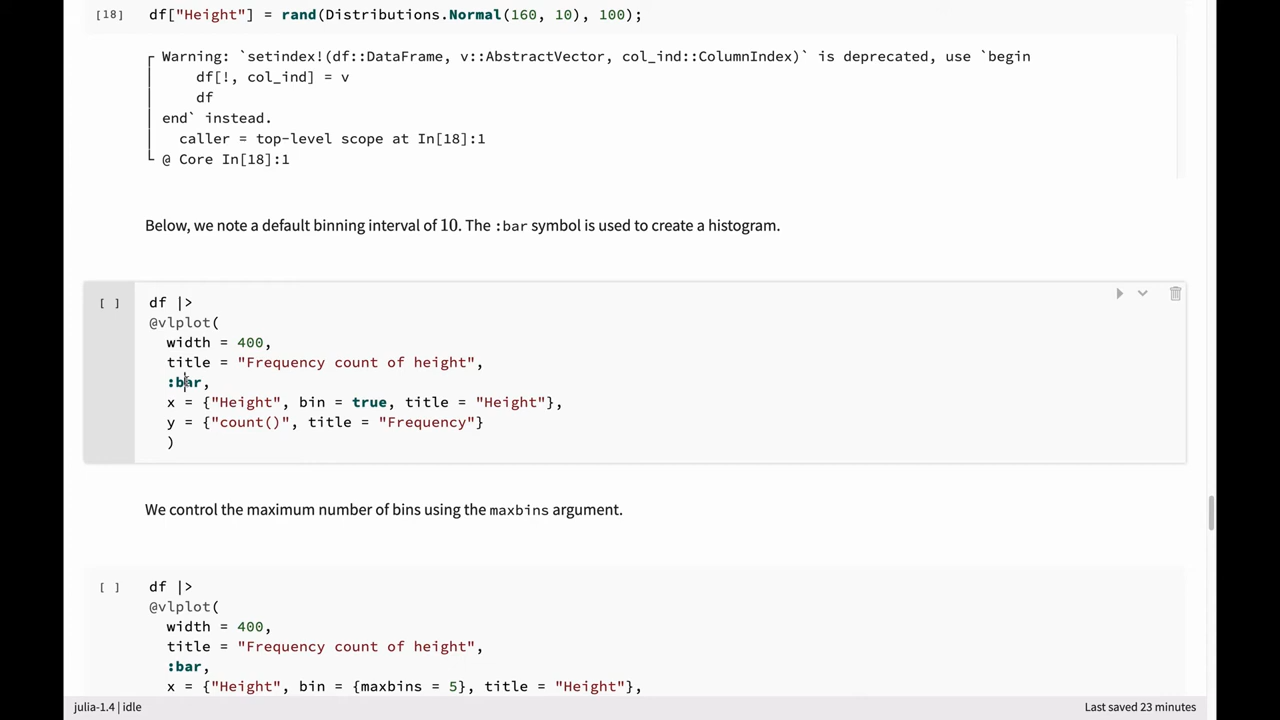 [18] df["Height"] = rand(Distributions.Normal(160, 10), 100);
┌ Warning: `setindex!(df::DataFrame, v::AbstractVector, col_ind::ColumnIndex)` is deprecated, use `begin
│     df[!, col_ind] = v
│     df
│ end` instead.
│   caller = top-level scope at In[18]:1
└ @ Core In[18]:1
Below, we note a default binning interval of 10. The :bar symbol is used to create a histogram.
[ ] df |>
@vlplot(
  width = 400,
  title = "Frequency count of height",
  :bar,
  x = {"Height", bin = true, title = "Height"},
  y = {"count()", title = "Frequency"}
  )
We control the maximum number of bins using the maxbins argument.
[ ] df |>
@vlplot(
  width = 400,
  title = "Frequency count of height",
  :bar,
  x = {"Height", bin = {maxbins = 5}, title = "Height"},
julia-1.4 | idle Last saved 23 minutes